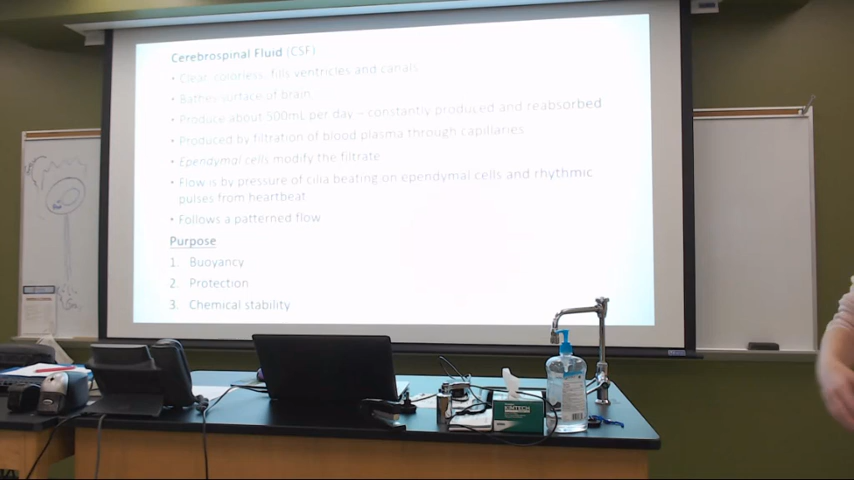 Cerebrospinal Fluid (CSF)
• Clear, colorless, fills ventricles and canals
• Bathes surface of brain
• Produce about 500mL per day – constantly produced and reabsorbed
• Produced by filtration of blood plasma through capillaries
• Ependymal cells modify the filtrate
• Flow is by pressure of cilia beating on ependymal cells and rhythmic
pulses from heartbeat
• Follows a patterned flow
Purpose
1. Buoyancy
2. Protection
3. Chemical stability